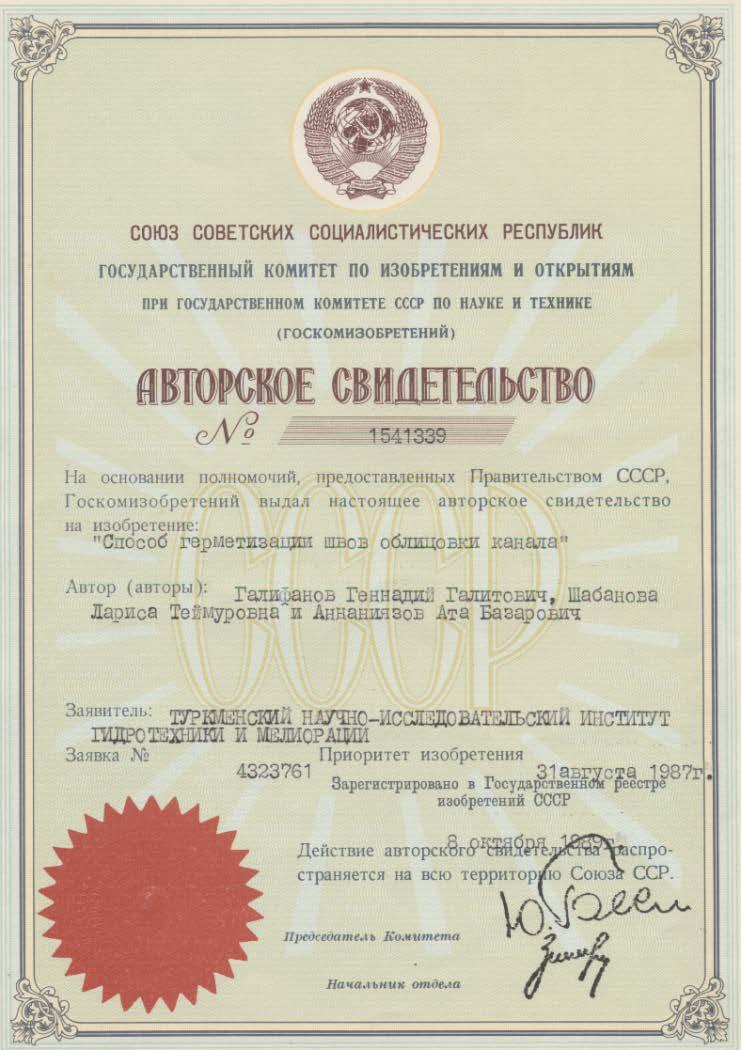 СОЮЗ СОВЕТСКИХ СОЦИАЛИСТИЧЕСКИХ РЕСПУБЛИК
ГОСУДАРСТВЕННЫЙ КОМИТЕТ ПО ИЗОБРЕТЕНИЯМ И ОТКРЫТИЯМ
ПРИ ГОСУДАРСТВЕННОМ КОМИТЕТЕ СССР ПО НАУКЕ И ТЕХНИКЕ
(ГОСКОМИЗОБРЕТЕНИЙ)
АВТОРСКОЕ СВИДЕТЕЛЬСТВО
№ 1541339
СССР
На основании полномочий, предоставленных Правительством СССР,
Госкомизобретений выдал настоящее авторское свидетельство
на изобретение:
"Способ герметизации швов облицовки канала"
Автор (авторы): Галифанов Геннадий Галитович, Шабанова
Лариса Теймуровна и Аннаниязов Ата Базарович
Заявитель: ТУРКМЕНСКИЙ НАУЧНО-ИССЛЕДОВАТЕЛЬСКИЙ ИНСТИТУТ
ГИДРОТЕХНИКИ И МЕЛИОРАЦИИ
Заявка № 4323761 Приоритет изобретения 31августа 1987г.
Зарегистрировано в Государственном реестре
изобретений СССР
8 октября 1989г.
Действие авторского свидетельства распро-
страняется на всю территорию Союза ССР.
Председатель Комитета
Начальник отдела